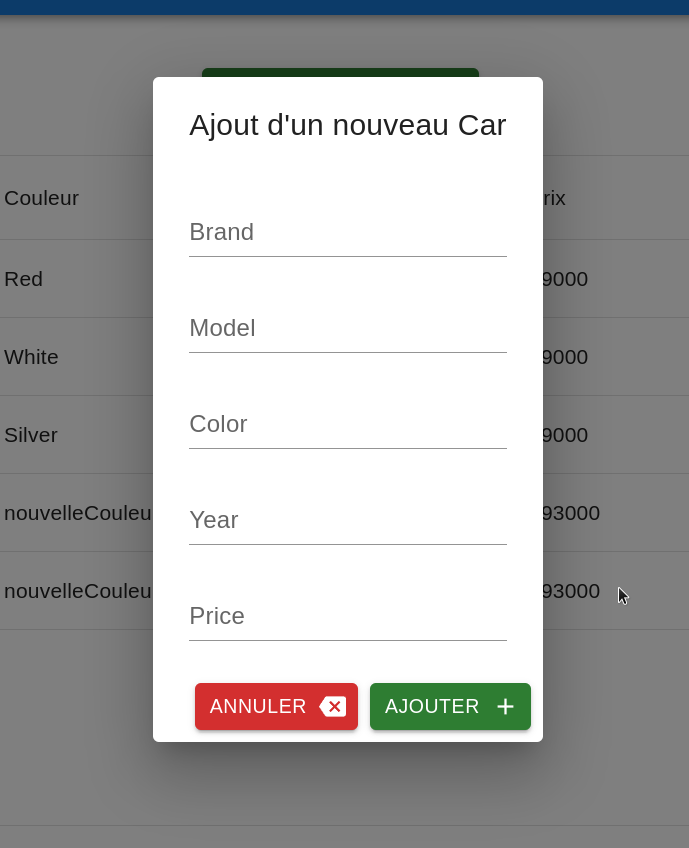 Ajout d'un nouveau Car
Couleur
rix
Brand
Red
9000
Model
White
9000
Color
Silver
9000
nouvelleCouleu
Year
93000
nouvelleCouleu
93000
Price
ANNULER
AJOUTER